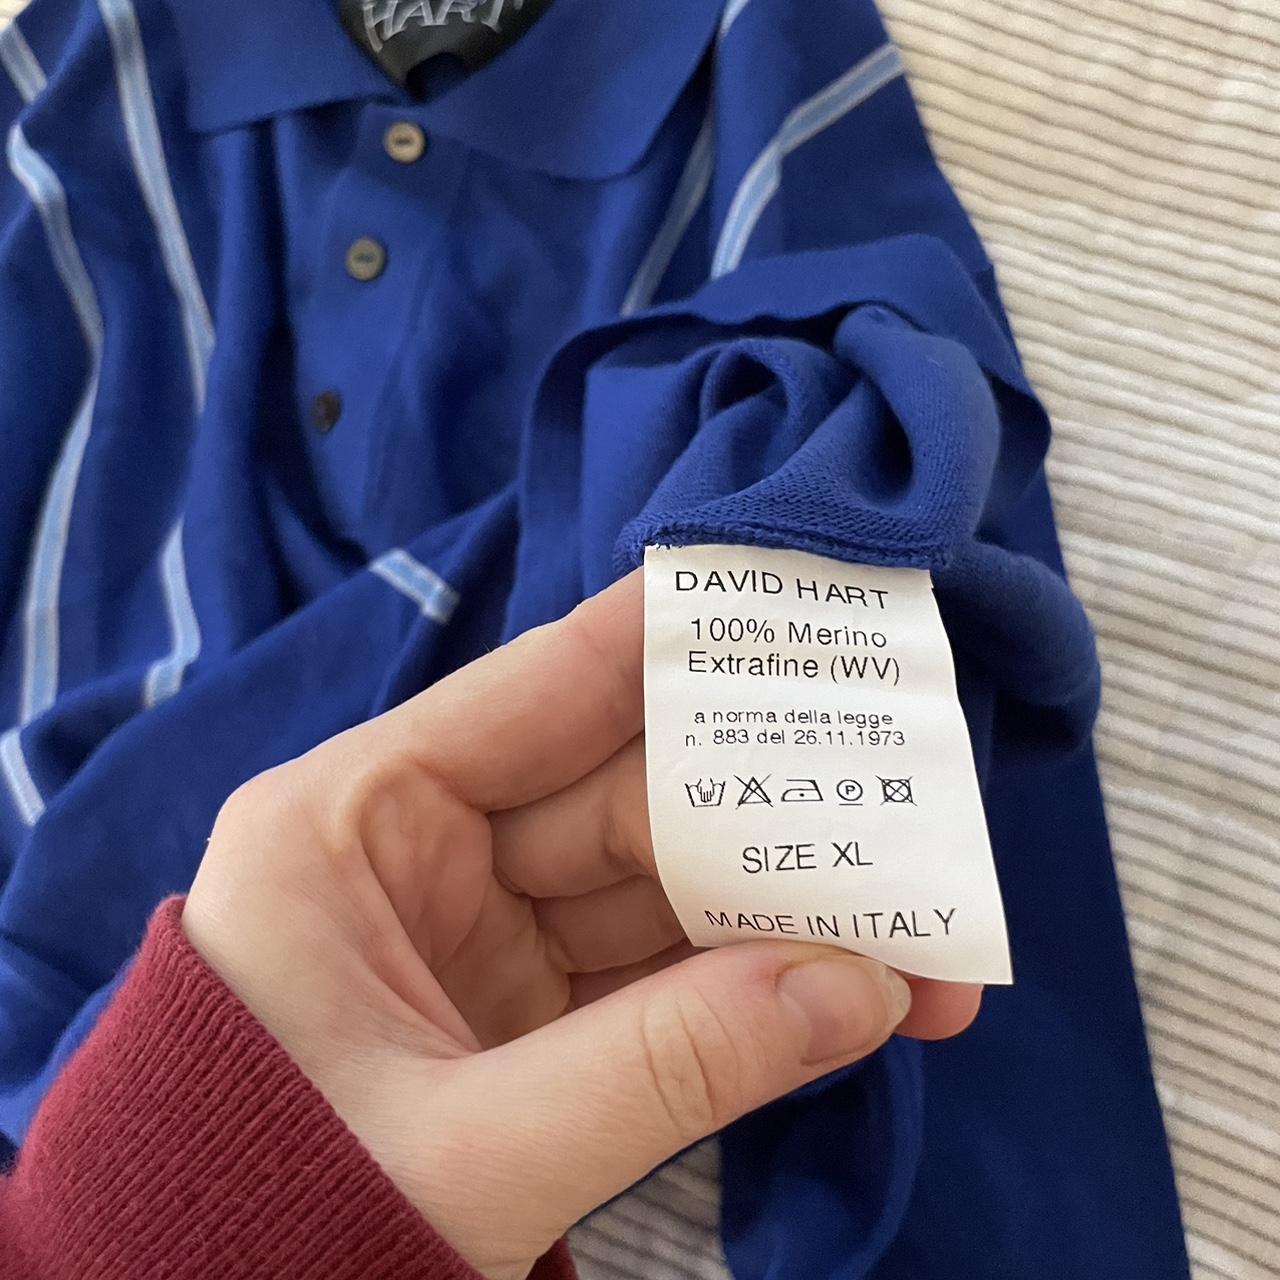 HART
DAVID HART
100% Merino
Extrafine (WV)
a norma della legge
n. 883 del 26.11.1973
P
SIZE XL
MADE IN ITALY